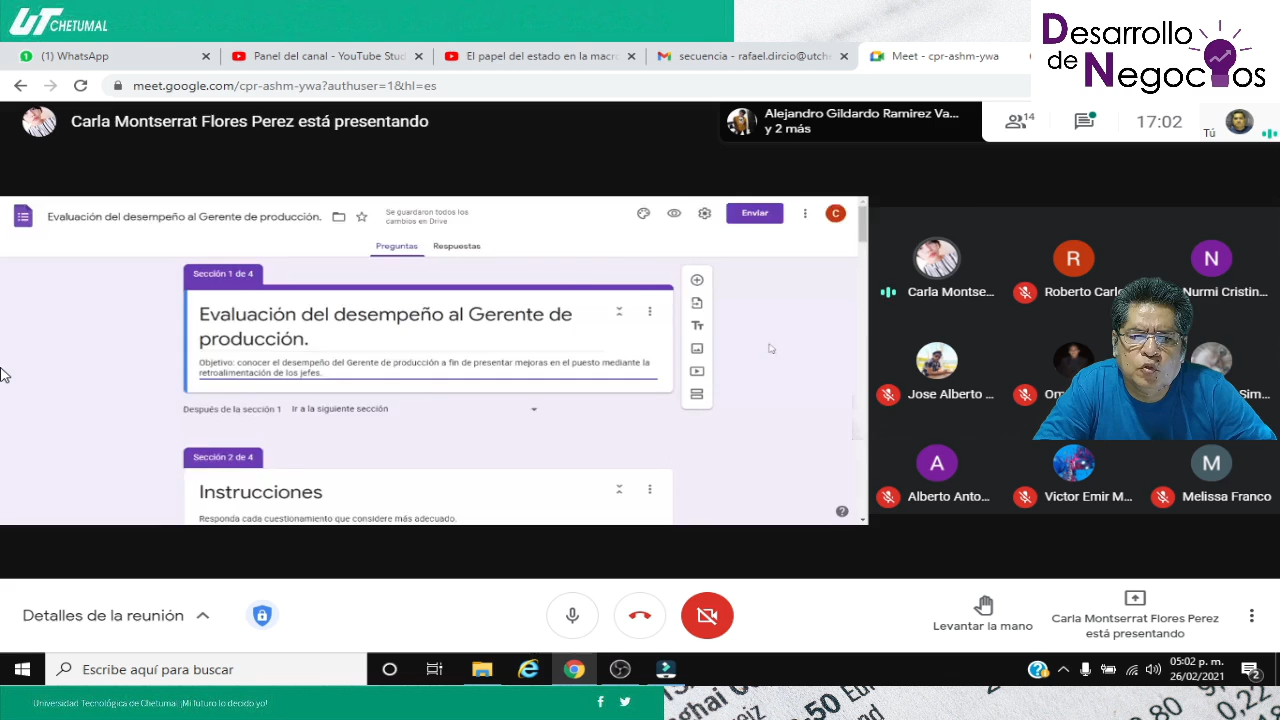 UT CHETUMAL
Desarrollo
de Negocios
(1) WhatsApp
Panel del canal - YouTube Stud
El papel del estado en la macro
secuencia - rafael.dircio@utche
Meet - cpr-ashm-ywa
meet.google.com/cpr-ashm-ywa?authuser=1&hl=es
Carla Montserrat Flores Perez está presentando
Alejandro Gildardo Ramirez Va...
y 2 más
14
17:02
Tú
Evaluación del desempeño al Gerente de producción.
Se guardaron todos los
cambios en Drive
Enviar
C
Preguntas
Respuestas
Sección 1 de 4
Evaluación del desempeño al Gerente de
producción.
Objetivo: conocer el desempeño del Gerente de producción a fin de presentar mejoras en el puesto mediante la
retroalimentación de los jefes.
Después de la sección 1 Ir a la siguiente sección
Sección 2 de 4
Instrucciones
Responda cada cuestionamiento que considere más adecuado.
R
N
Carla Montse...
Roberto Carlo
Nurmi Cristin...
Jose Alberto ...
A
M
Alberto Anto...
Victor Emir M...
Melissa Franco
Detalles de la reunión
Levantar la mano
Carla Montserrat Flores Perez
está presentando
Escribe aquí para buscar
05:02 p. m.
26/02/2021
2
Universidad Tecnológica de Chetumal ¡Mi futuro lo decido yo!